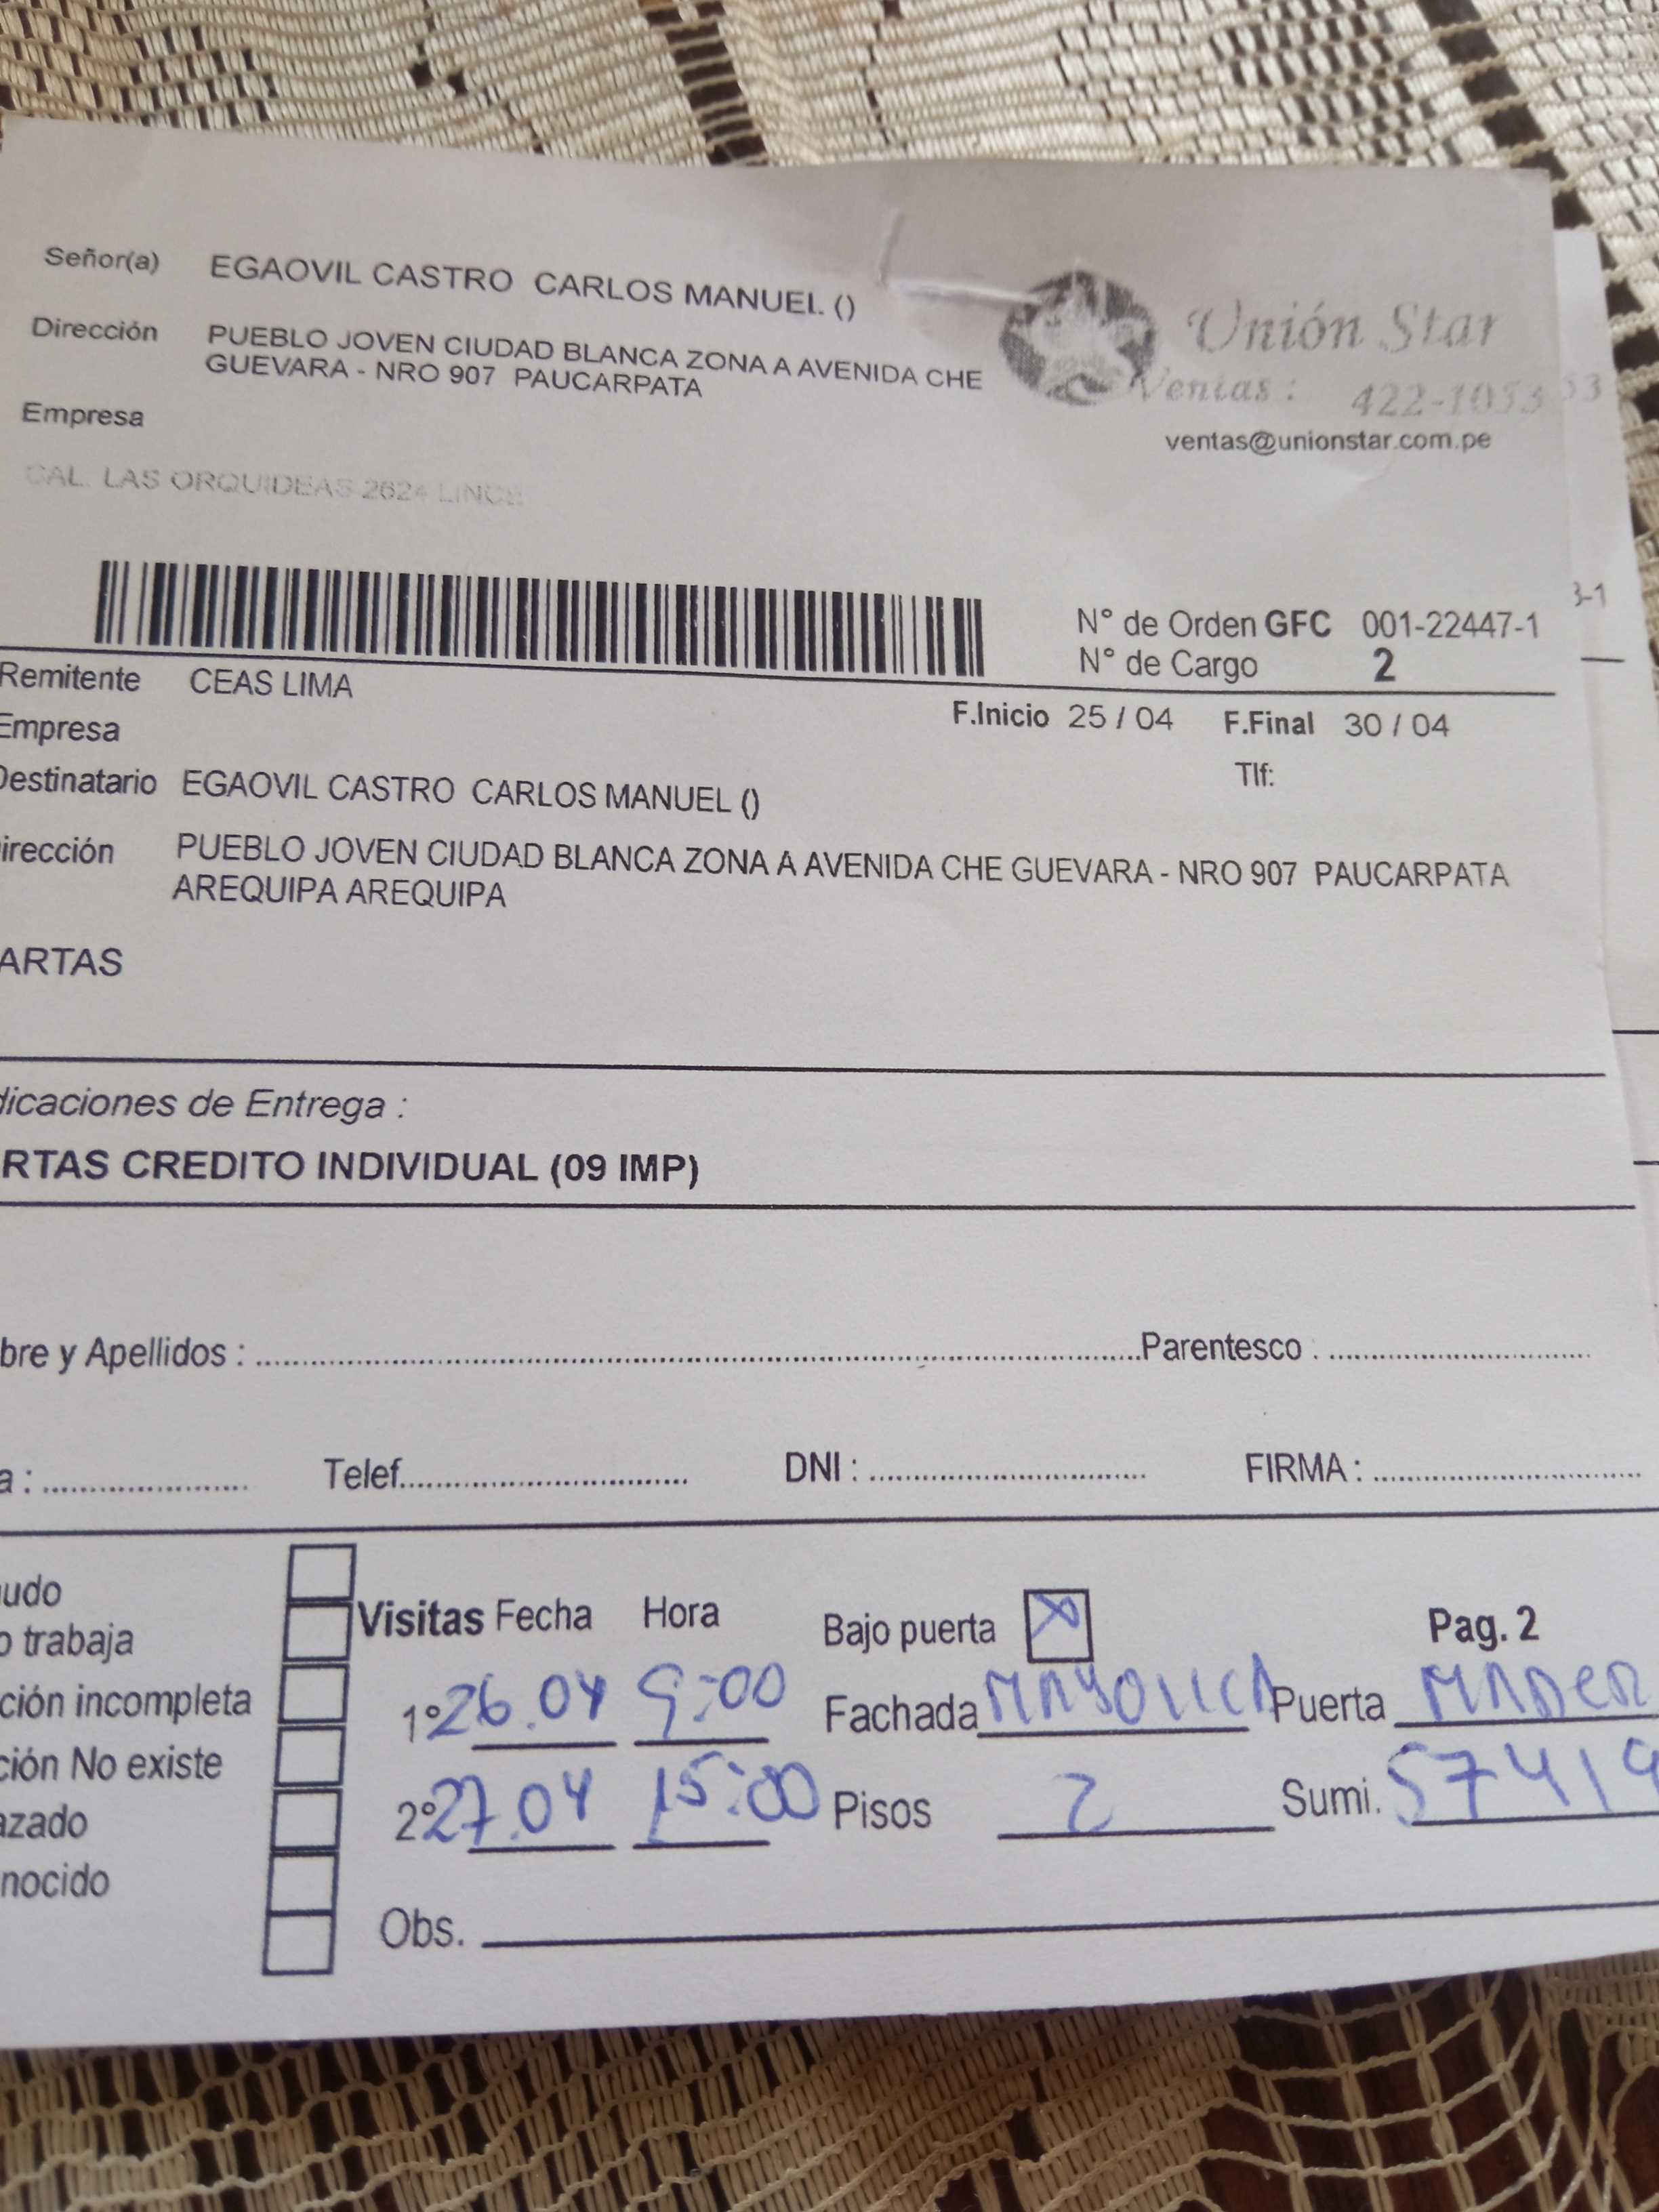 Señor(a) EGAOVIL CASTRO CARLOS MANUEL ()
Dirección PUEBLO JOVEN CIUDAD BLANCA ZONA A AVENIDA CHE
GUEVARA - NRO 907 PAUCARPATA
Empresa
CAL. LAS ORQUIDEAS 2624 LINCE
Unión Star
Ventas : 422-1053
33
ventas@unionstar.com.pe
N° de Orden GFC 001-22447-1
3-1
N° de Cargo 2
Remitente CEAS LIMA
Empresa
F.Inicio 25 / 04 F.Final 30 / 04
Tlf:
Destinatario EGAOVIL CASTRO CARLOS MANUEL ()
irección PUEBLO JOVEN CIUDAD BLANCA ZONA A AVENIDA CHE GUEVARA - NRO 907 PAUCARPATA
AREQUIPA AREQUIPA
ARTAS
dicaciones de Entrega :
RTAS CREDITO INDIVIDUAL (09 IMP)
bre y Apellidos : Parentesco :
a : Telef. DNI : FIRMA :
udo
o trabaja
ción incompleta
ción No existe
azado
nocido
Visitas Fecha Hora
1° 26.04 9:00
2° 27.04 15:00
Bajo puerta X Pag. 2
Fachada MAYOLICA Puerta MADER
Pisos 2 Sumi. 57419
Obs.